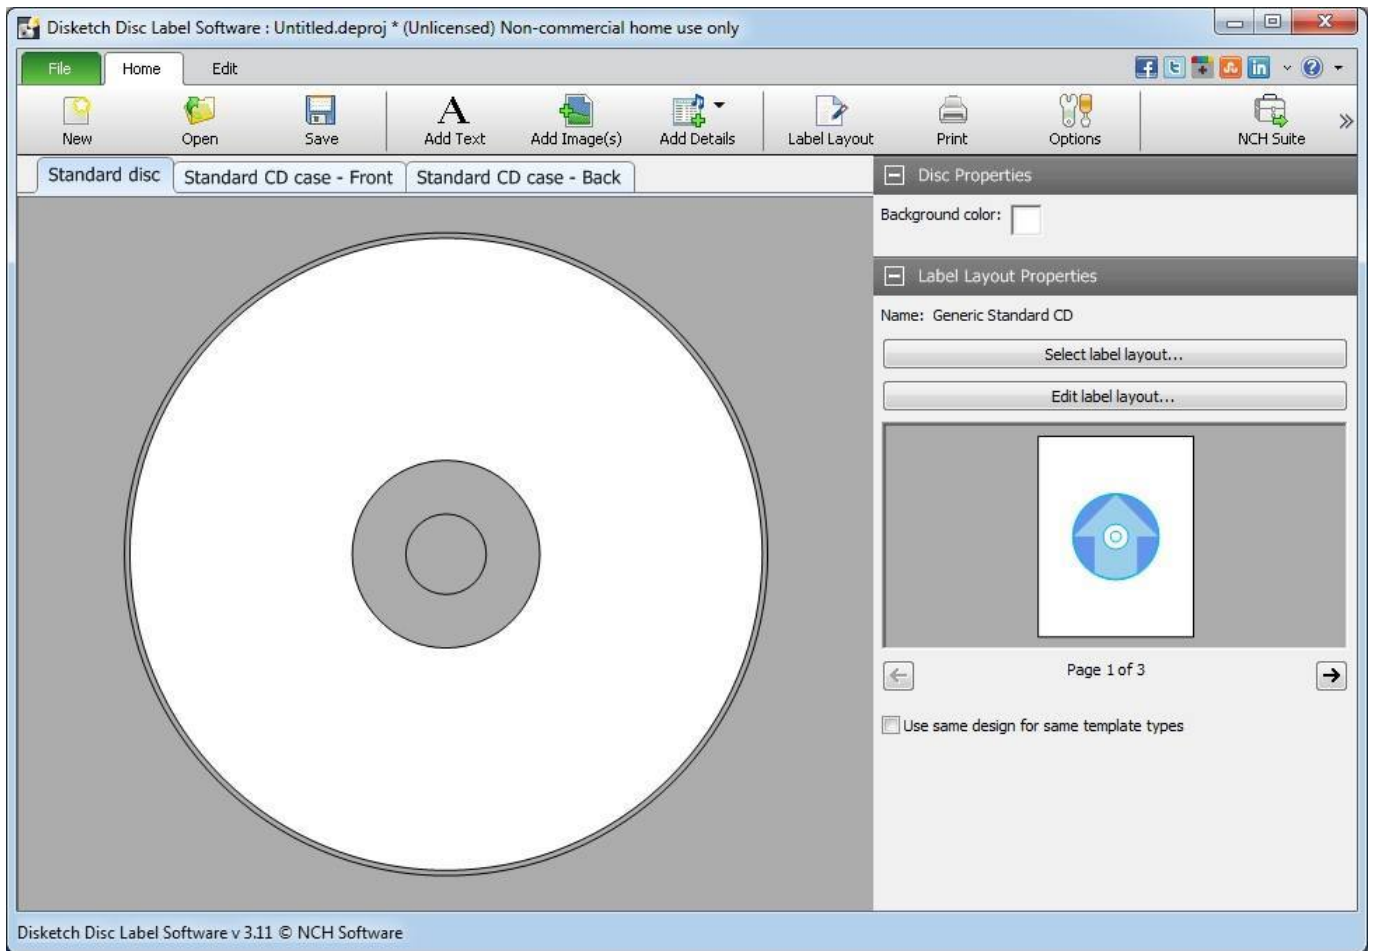 Disketch Disc Label Software : Untitled.deproj * (Unlicensed) Non-commercial home use only
File Home Edit
New Open Save Add Text Add Image(s) Add Details Label Layout Print Options NCH Suite
Standard disc Standard CD case - Front Standard CD case - Back
Disc Properties
Background color:
Label Layout Properties
Name: Generic Standard CD
Select label layout...
Edit label layout...
Page 1 of 3
Use same design for same template types
Disketch Disc Label Software v 3.11 © NCH Software